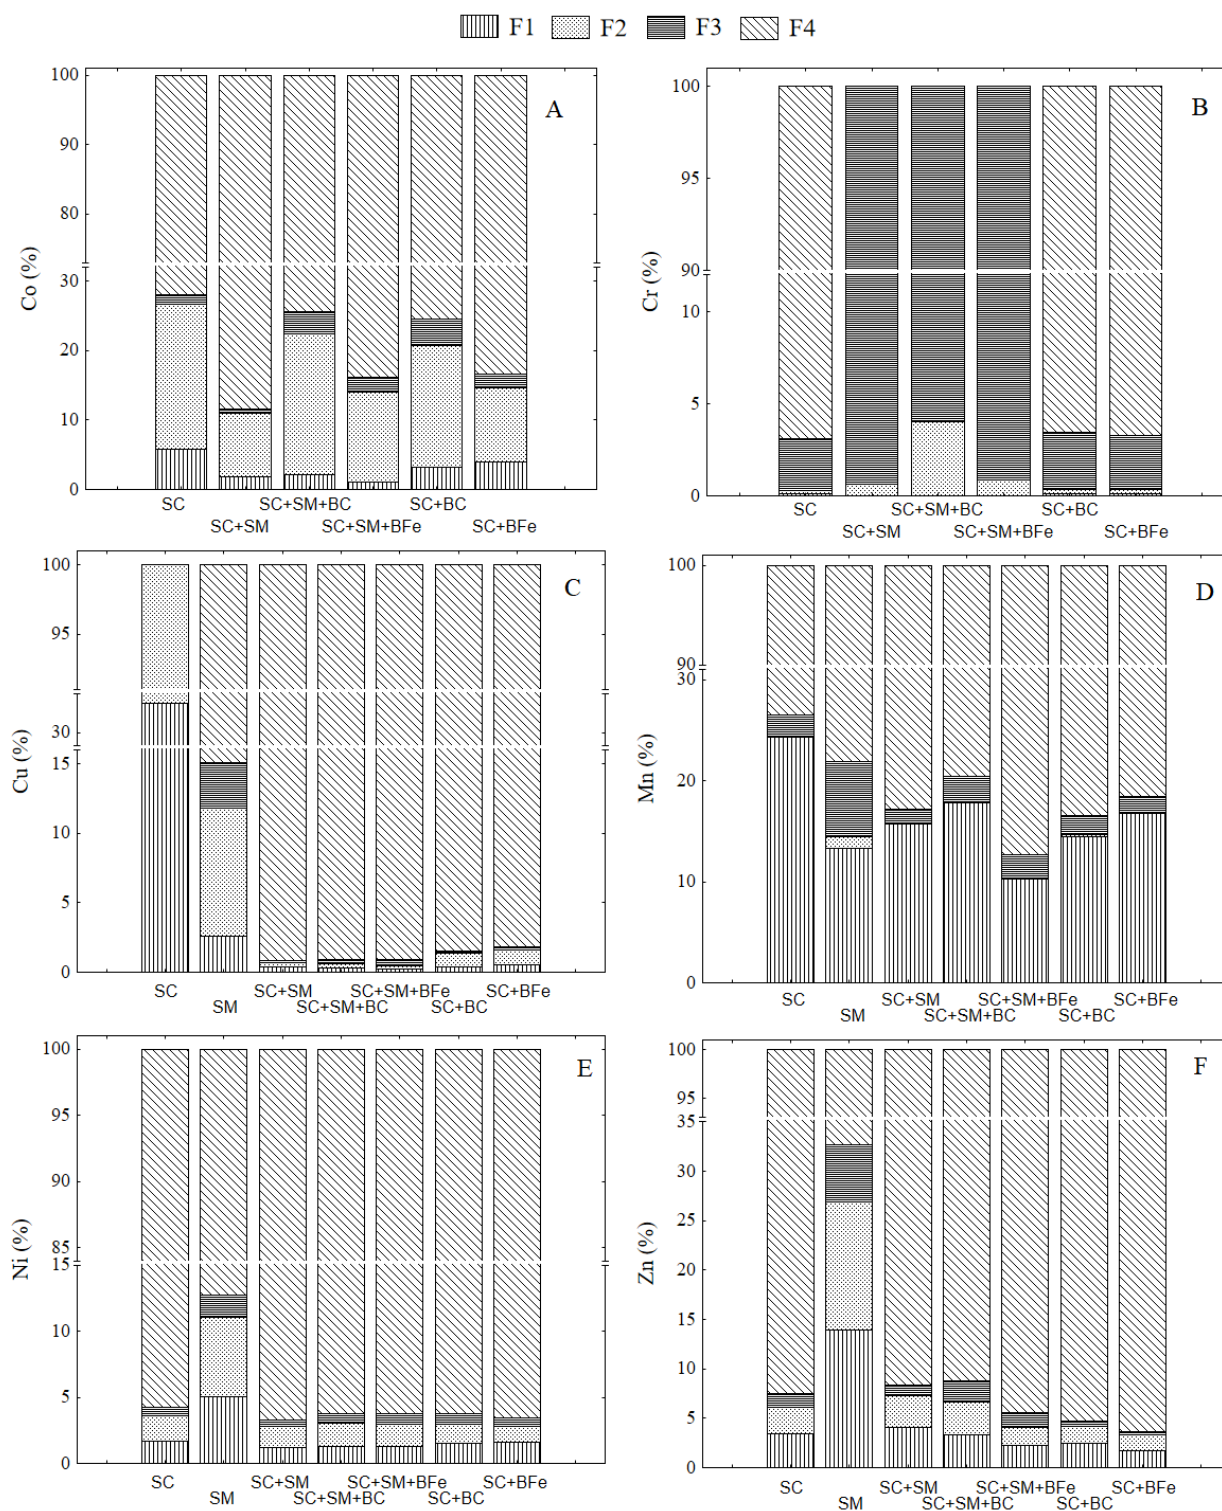 F1 F2 F3 F4
A
Co (%)
100
90
80
30
20
10
0
SC SC+SM+BC SC+BC
SC+SM SC+SM+BFe SC+BFe
B
Cr (%)
100
95
90
10
5
0
SC SC+SM+BC SC+BC
SC+SM SC+SM+BFe SC+BFe
C
Cu (%)
100
95
30
15
10
5
0
SC SC+SM SC+SM+BFe SC+BFe
SM SC+SM+BC SC+BC
D
Mn (%)
100
90
30
20
10
0
SC SC+SM SC+SM+BFe SC+BFe
SM SC+SM+BC SC+BC
E
Ni (%)
100
95
90
85
15
10
5
0
SC SC+SM SC+SM+BFe SC+BFe
SM SC+SM+BC SC+BC
F
Zn (%)
100
95
35
30
25
20
15
10
5
0
SC SC+SM SC+SM+BFe SC+BFe
SM SC+SM+BC SC+BC